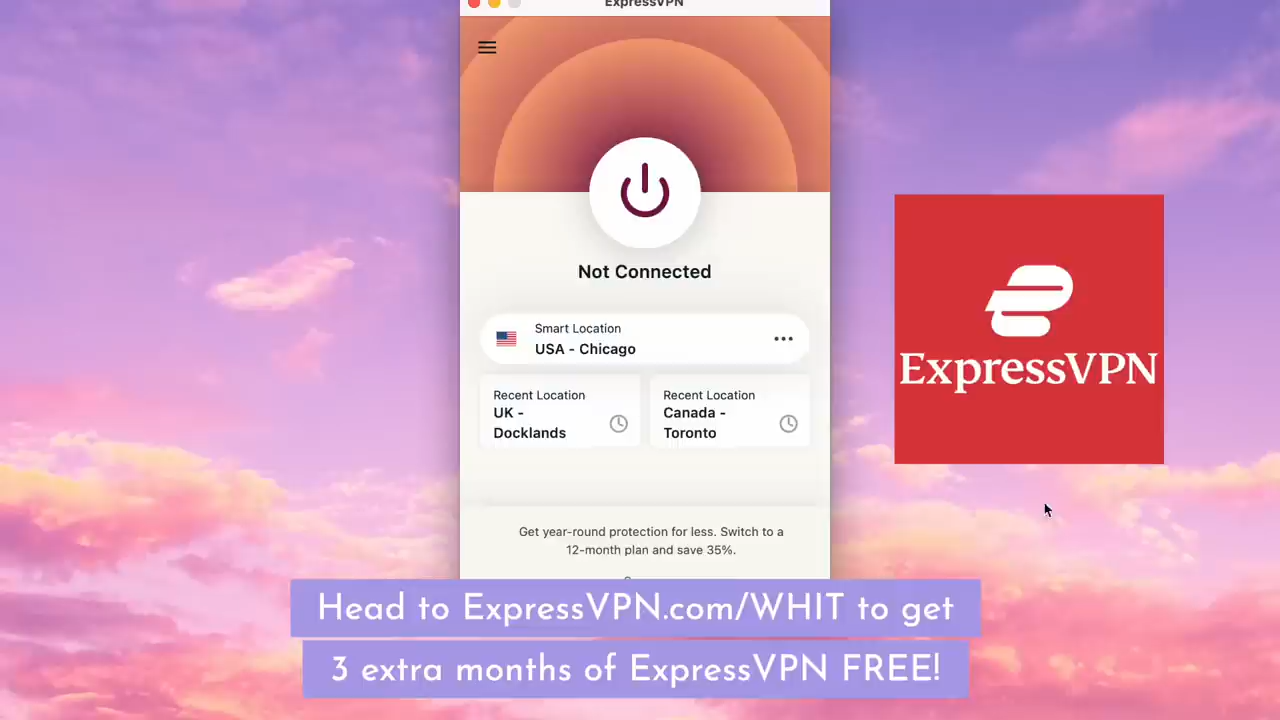 ExpressVPN
Not Connected
Smart Location
USA - Chicago
Recent Location
UK -
Docklands
Recent Location
Canada -
Toronto
Get year-round protection for less. Switch to a
12-month plan and save 35%.
ExpressVPN
Head to ExpressVPN.com/WHIT to get
3 extra months of ExpressVPN FREE!